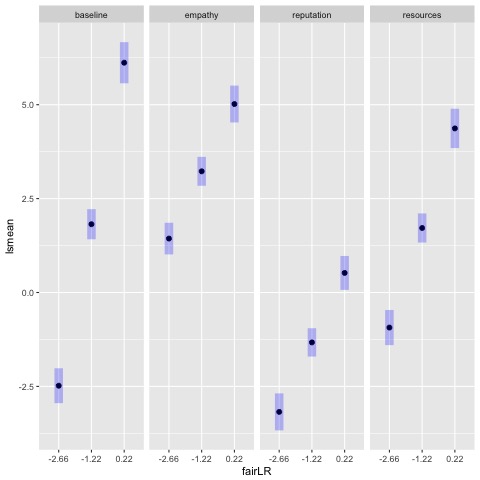 baseline empathy reputation resources
5.0
2.5
0.0
-2.5
lsmean
-2.66 -1.22 0.22 -2.66 -1.22 0.22 -2.66 -1.22 0.22 -2.66 -1.22 0.22
fairLR